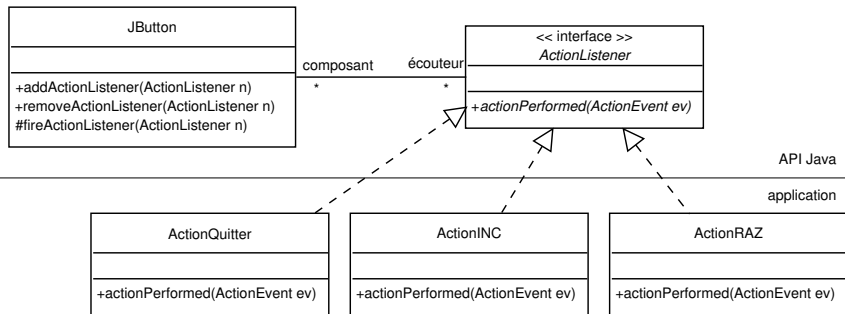 JButton
+addActionListener(ActionListener n)
+removeActionListener(ActionListener n)
#fireActionListener(ActionListener n)
composant
*
écouteur
*
<< interface >>
ActionListener
+actionPerformed(ActionEvent ev)
API Java
application
ActionQuitter
+actionPerformed(ActionEvent ev)
ActionINC
+actionPerformed(ActionEvent ev)
ActionRAZ
+actionPerformed(ActionEvent ev)